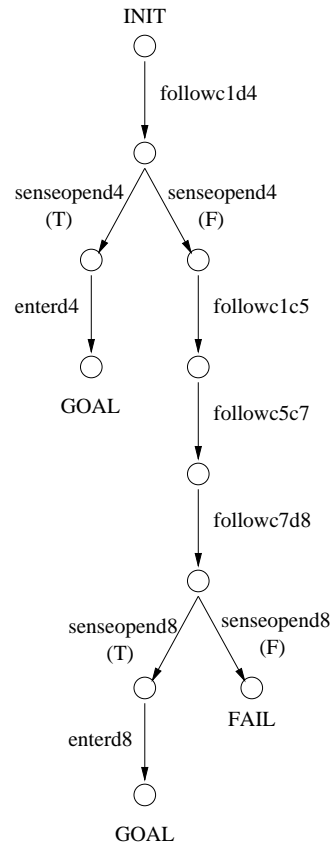 INIT
followc1d4
senseopend4
(T)
senseopend4
(F)
enterd4
followc1c5
GOAL
followc5c7
followc7d8
senseopend8
(T)
senseopend8
(F)
enterd8
FAIL
GOAL